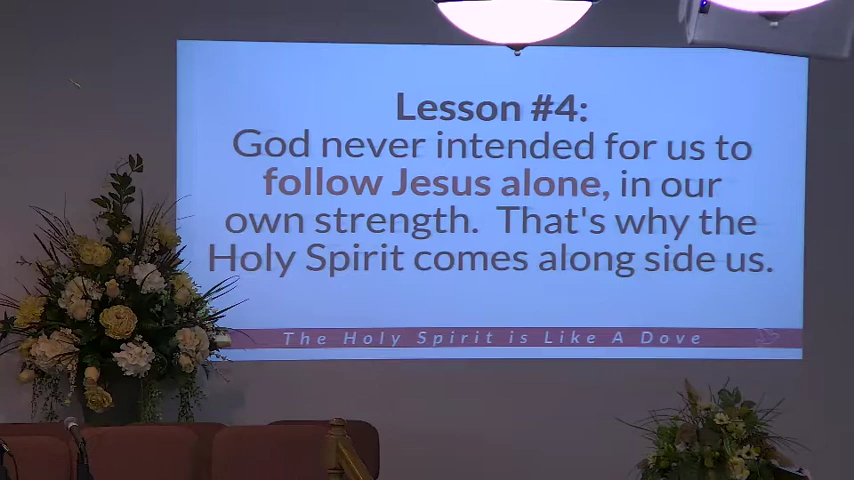 Lesson #4:
God never intended for us to
follow Jesus alone, in our
own strength. That's why the
Holy Spirit comes along side us.
The Holy Spirit is Like A Dove